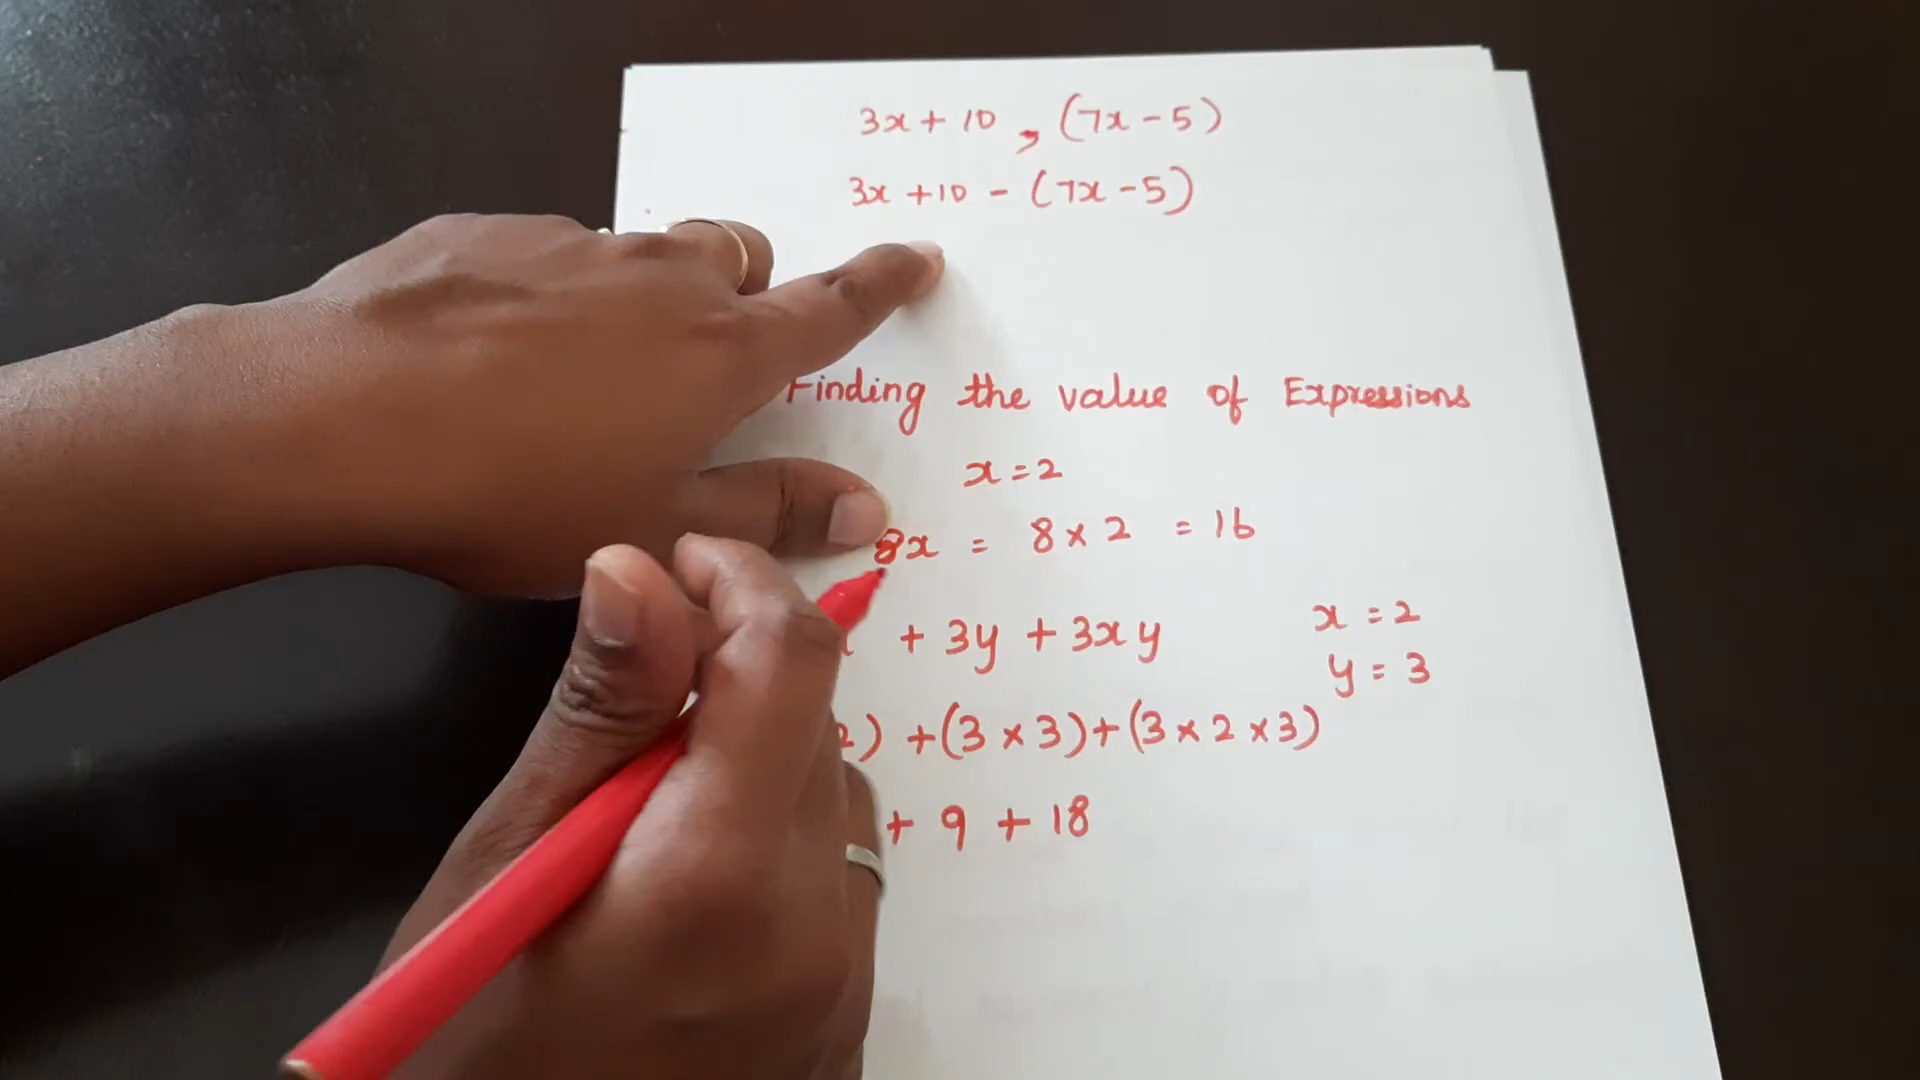 3x + 10 , (7x - 5)
3x + 10 - (7x - 5)
Finding the value of Expressions
x = 2
8x = 8 × 2 = 16
x + 3y + 3xy
x = 2
y = 3
2) + (3 × 3) + (3 × 2 × 3)
+ 9 + 18